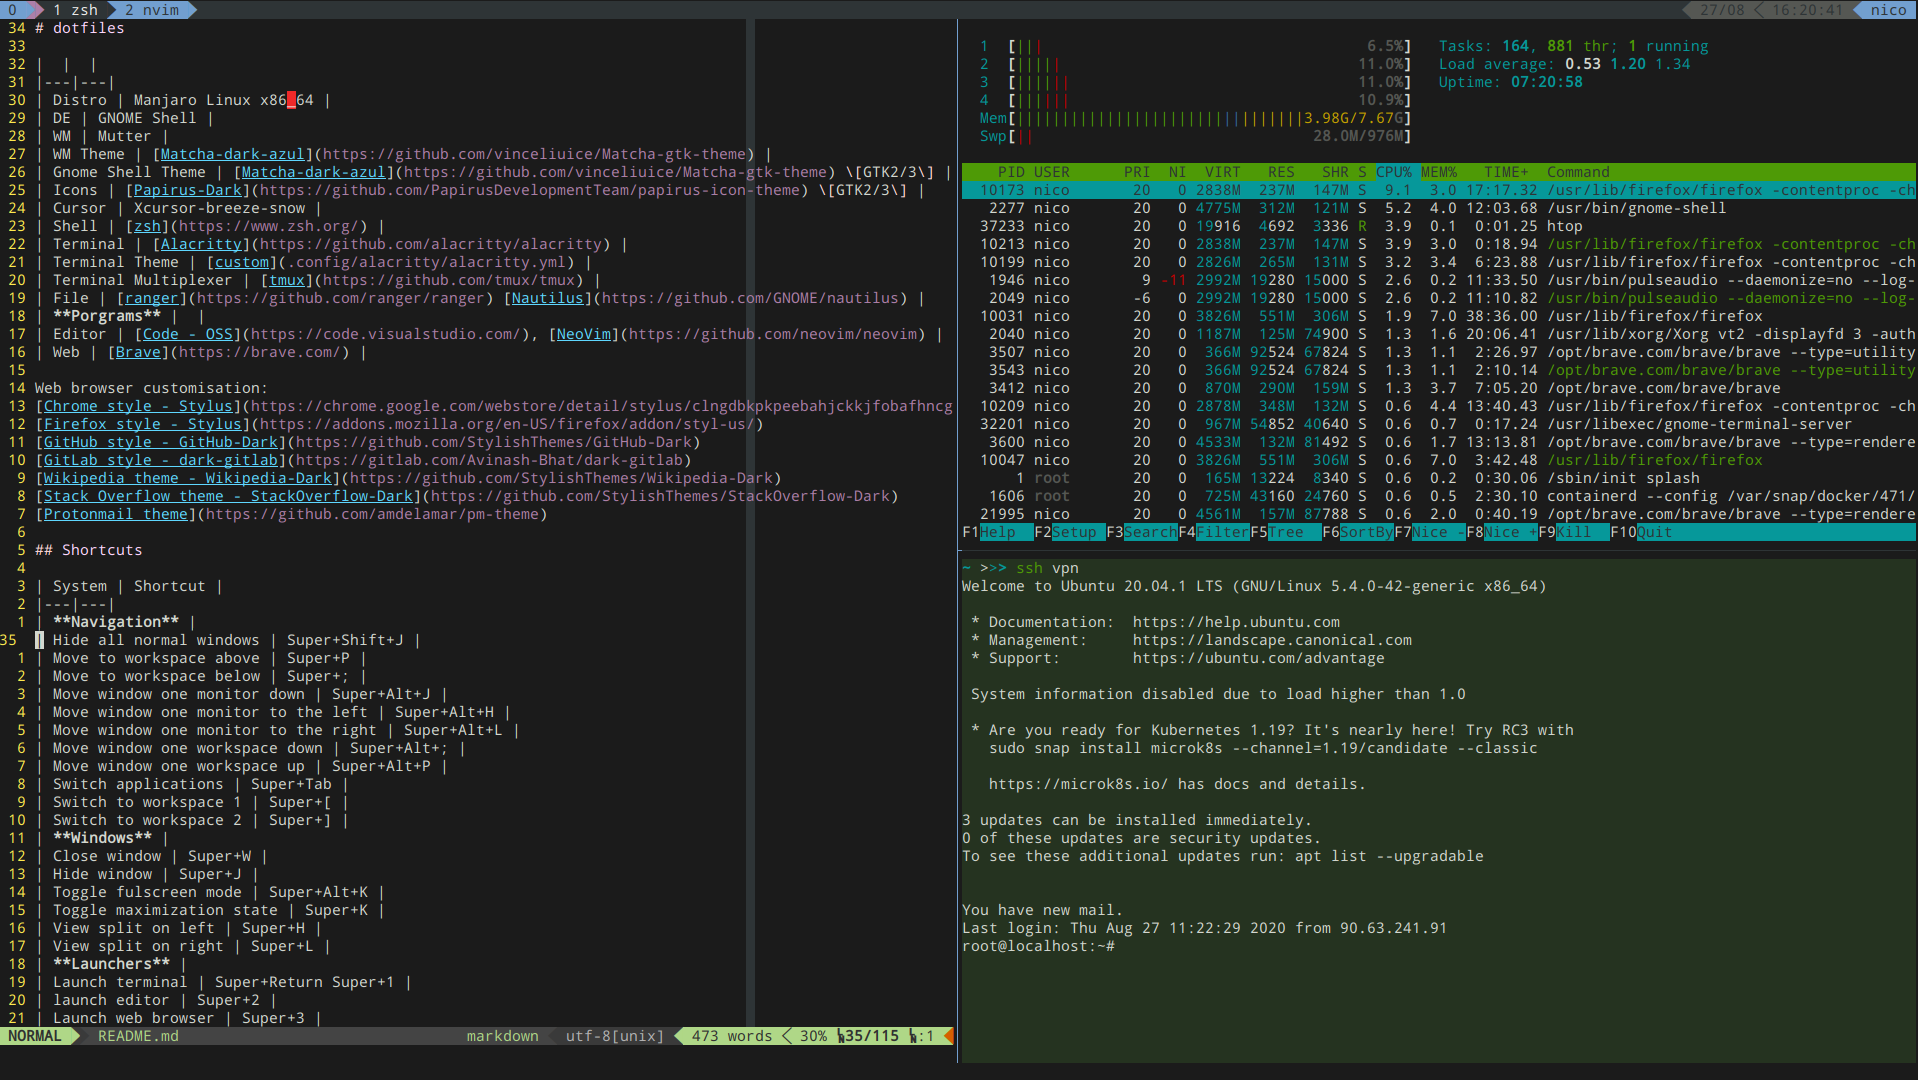 0 1 zsh 2 nvim 27/08 16:20:41 nico
34 # dotfiles
33
32 |  |  |
31 |---|---|
30 | Distro | Manjaro Linux x86_64 |
29 | DE | GNOME Shell |
28 | WM | Mutter |
27 | WM Theme | [Matcha-dark-azul](https://github.com/vinceliuice/Matcha-gtk-theme) |
26 | Gnome Shell Theme | [Matcha-dark-azul](https://github.com/vinceliuice/Matcha-gtk-theme) \[GTK2/3\] |
25 | Icons | [Papirus-Dark](https://github.com/PapirusDevelopmentTeam/papirus-icon-theme) \[GTK2/3\] |
24 | Cursor | Xcursor-breeze-snow |
23 | Shell | [zsh](https://www.zsh.org/) |
22 | Terminal | [Alacritty](https://github.com/alacritty/alacritty) |
21 | Terminal Theme | [custom](.config/alacritty/alacritty.yml) |
20 | Terminal Multiplexer | [tmux](https://github.com/tmux/tmux) |
19 | File | [ranger](https://github.com/ranger/ranger) [Nautilus](https://github.com/GNOME/nautilus) |
18 | **Porgrams** |  |
17 | Editor | [Code - OSS](https://code.visualstudio.com/), [NeoVim](https://github.com/neovim/neovim) |
16 | Web | [Brave](https://brave.com/) |
15
14 Web browser customisation:
13 [Chrome style - Stylus](https://chrome.google.com/webstore/detail/stylus/clngdbkpkpeebahjckkjfobafhncg
12 [Firefox style - Stylus](https://addons.mozilla.org/en-US/firefox/addon/styl-us/)
11 [GitHub style - GitHub-Dark](https://github.com/StylishThemes/GitHub-Dark)
10 [GitLab style - dark-gitlab](https://gitlab.com/Avinash-Bhat/dark-gitlab)
9 [Wikipedia theme - Wikipedia-Dark](https://github.com/StylishThemes/Wikipedia-Dark)
8 [Stack Overflow theme - StackOverflow-Dark](https://github.com/StylishThemes/StackOverflow-Dark)
7 [Protonmail theme](https://github.com/amdelamar/pm-theme)
6
5 ## Shortcuts
4
3 | System | Shortcut |
2 |---|---|
1 | **Navigation** |
35 | Hide all normal windows | Super+Shift+J |
1 | Move to workspace above | Super+P |
2 | Move to workspace below | Super+; |
3 | Move window one monitor down | Super+Alt+J |
4 | Move window one monitor to the left | Super+Alt+H |
5 | Move window one monitor to the right | Super+Alt+L |
6 | Move window one workspace down | Super+Alt+; |
7 | Move window one workspace up | Super+Alt+P |
8 | Switch applications | Super+Tab |
9 | Switch to workspace 1 | Super+[ |
10 | Switch to workspace 2 | Super+] |
11 | **Windows** |
12 | Close window | Super+W |
13 | Hide window | Super+J |
14 | Toggle fulscreen mode | Super+Alt+K |
15 | Toggle maximization state | Super+K |
16 | View split on left | Super+H |
17 | View split on right | Super+L |
18 | **Launchers** |
19 | Launch terminal | Super+Return Super+1 |
20 | launch editor | Super+2 |
21 | Launch web browser | Super+3 |
NORMAL README.md markdown utf-8[unix] 473 words 30% 35/115 :1
1 [||| 6.5%] Tasks: 164, 881 thr; 1 running
2 [||||| 11.0%] Load average: 0.53 1.20 1.34
3 [|||||| 11.0%] Uptime: 07:20:58
4 [|||||| 10.9%]
Mem[||||||||||||||||||||||||||||||||3.98G/7.67G]
Swp[|| 28.0M/976M]
PID USER PRI NI VIRT RES SHR S CPU% MEM% TIME+ Command
10173 nico 20 0 2838M 237M 147M S 9.1 3.0 17:17.32 /usr/lib/firefox/firefox -contentproc -ch
2277 nico 20 0 4775M 312M 121M S 5.2 4.0 12:03.68 /usr/bin/gnome-shell
37233 nico 20 0 19916 4692 3336 R 3.9 0.1 0:01.25 htop
10213 nico 20 0 2838M 237M 147M S 3.9 3.0 0:18.94 /usr/lib/firefox/firefox -contentproc -ch
10199 nico 20 0 2826M 265M 131M S 3.2 3.4 6:23.88 /usr/lib/firefox/firefox -contentproc -ch
1946 nico 9 -11 2992M 19280 15000 S 2.6 0.2 11:33.50 /usr/bin/pulseaudio --daemonize=no --log-
2049 nico -6 0 2992M 19280 15000 S 2.6 0.2 11:10.82 /usr/bin/pulseaudio --daemonize=no --log-
10031 nico 20 0 3826M 551M 306M S 1.9 7.0 38:36.00 /usr/lib/firefox/firefox
2040 nico 20 0 1187M 125M 74900 S 1.3 1.6 20:06.41 /usr/lib/xorg/Xorg vt2 -displayfd 3 -auth
3507 nico 20 0 366M 92524 67824 S 1.3 1.1 2:26.97 /opt/brave.com/brave/brave --type=utility
3543 nico 20 0 366M 92524 67824 S 1.3 1.1 2:10.14 /opt/brave.com/brave/brave --type=utility
3412 nico 20 0 870M 290M 159M S 1.3 3.7 7:05.20 /opt/brave.com/brave/brave
10209 nico 20 0 2878M 348M 132M S 0.6 4.4 13:40.43 /usr/lib/firefox/firefox -contentproc -ch
32201 nico 20 0 967M 54852 40640 S 0.6 0.7 0:17.24 /usr/libexec/gnome-terminal-server
3600 nico 20 0 4533M 132M 81492 S 0.6 1.7 13:13.81 /opt/brave.com/brave/brave --type=rendere
10047 nico 20 0 3826M 551M 306M S 0.6 7.0 3:42.48 /usr/lib/firefox/firefox
1 root 20 0 165M 13224 8340 S 0.6 0.2 0:30.06 /sbin/init splash
1606 root 20 0 725M 43160 24760 S 0.6 0.5 2:30.10 containerd --config /var/snap/docker/471/
21995 nico 20 0 4561M 157M 87788 S 0.6 2.0 0:40.19 /opt/brave.com/brave/brave --type=rendere
F1Help F2Setup F3SearchF4FilterF5Tree F6SortByF7Nice -F8Nice +F9Kill F10Quit
~ >>> ssh vpn
Welcome to Ubuntu 20.04.1 LTS (GNU/Linux 5.4.0-42-generic x86_64)
* Documentation: https://help.ubuntu.com
* Management: https://landscape.canonical.com
* Support: https://ubuntu.com/advantage
System information disabled due to load higher than 1.0
* Are you ready for Kubernetes 1.19? It's nearly here! Try RC3 with
sudo snap install microk8s --channel=1.19/candidate --classic
https://microk8s.io/ has docs and details.
3 updates can be installed immediately.
0 of these updates are security updates.
To see these additional updates run: apt list --upgradable
You have new mail.
Last login: Thu Aug 27 11:22:29 2020 from 90.63.241.91
root@localhost:~#